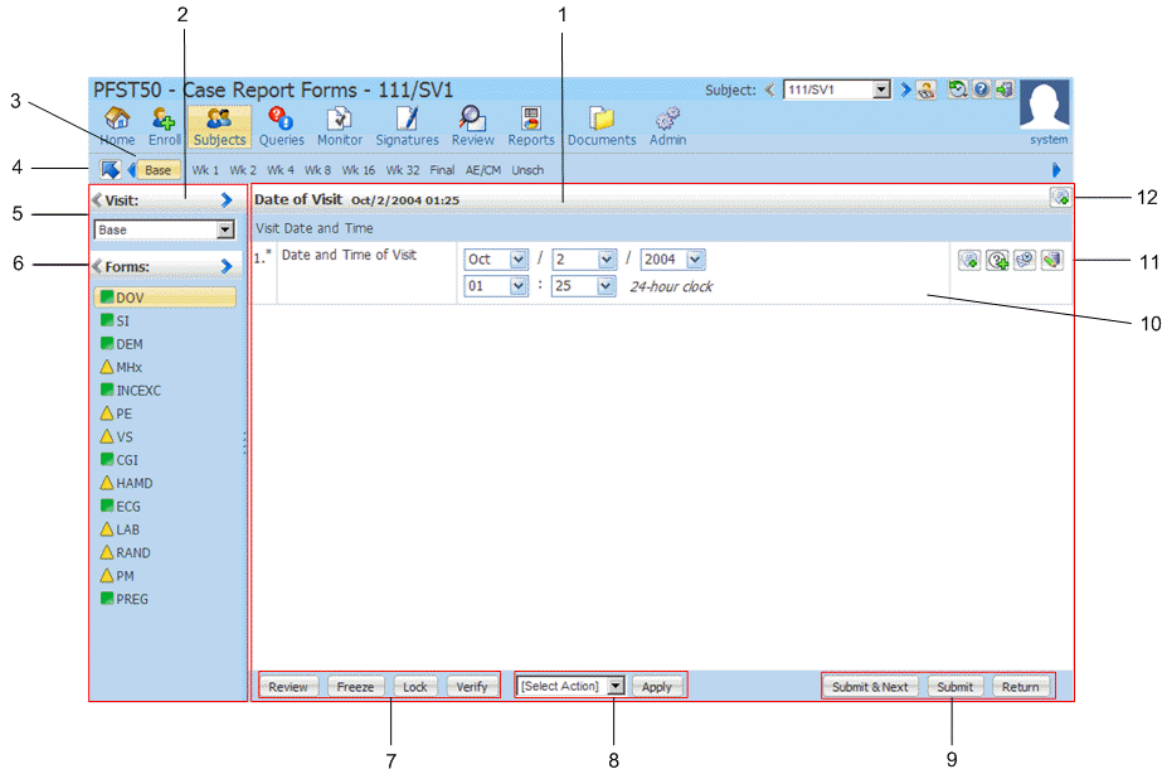 2
1
PFST50 - Case Report Forms - 111/SV1
Subject: 111/SV1
3
Home Enroll Subjects Queries Monitor Signatures Review Reports Documents Admin
system
4
Base Wk 1 Wk 2 Wk 4 Wk 8 Wk 16 Wk 32 Final AE/CM Unsch
Visit:
Date of Visit Oct/2/2004 01:25
12
5
Base
Visit Date and Time
6
Forms:
1.* Date and Time of Visit
Oct / 2 / 2004
11
01 : 25 24-hour clock
10
DOV
SI
DEM
MHx
INCEXC
PE
VS
CGI
HAMD
ECG
LAB
RAND
PM
PREG
Review Freeze Lock Verify [Select Action] Apply Submit & Next Submit Return
7
8
9